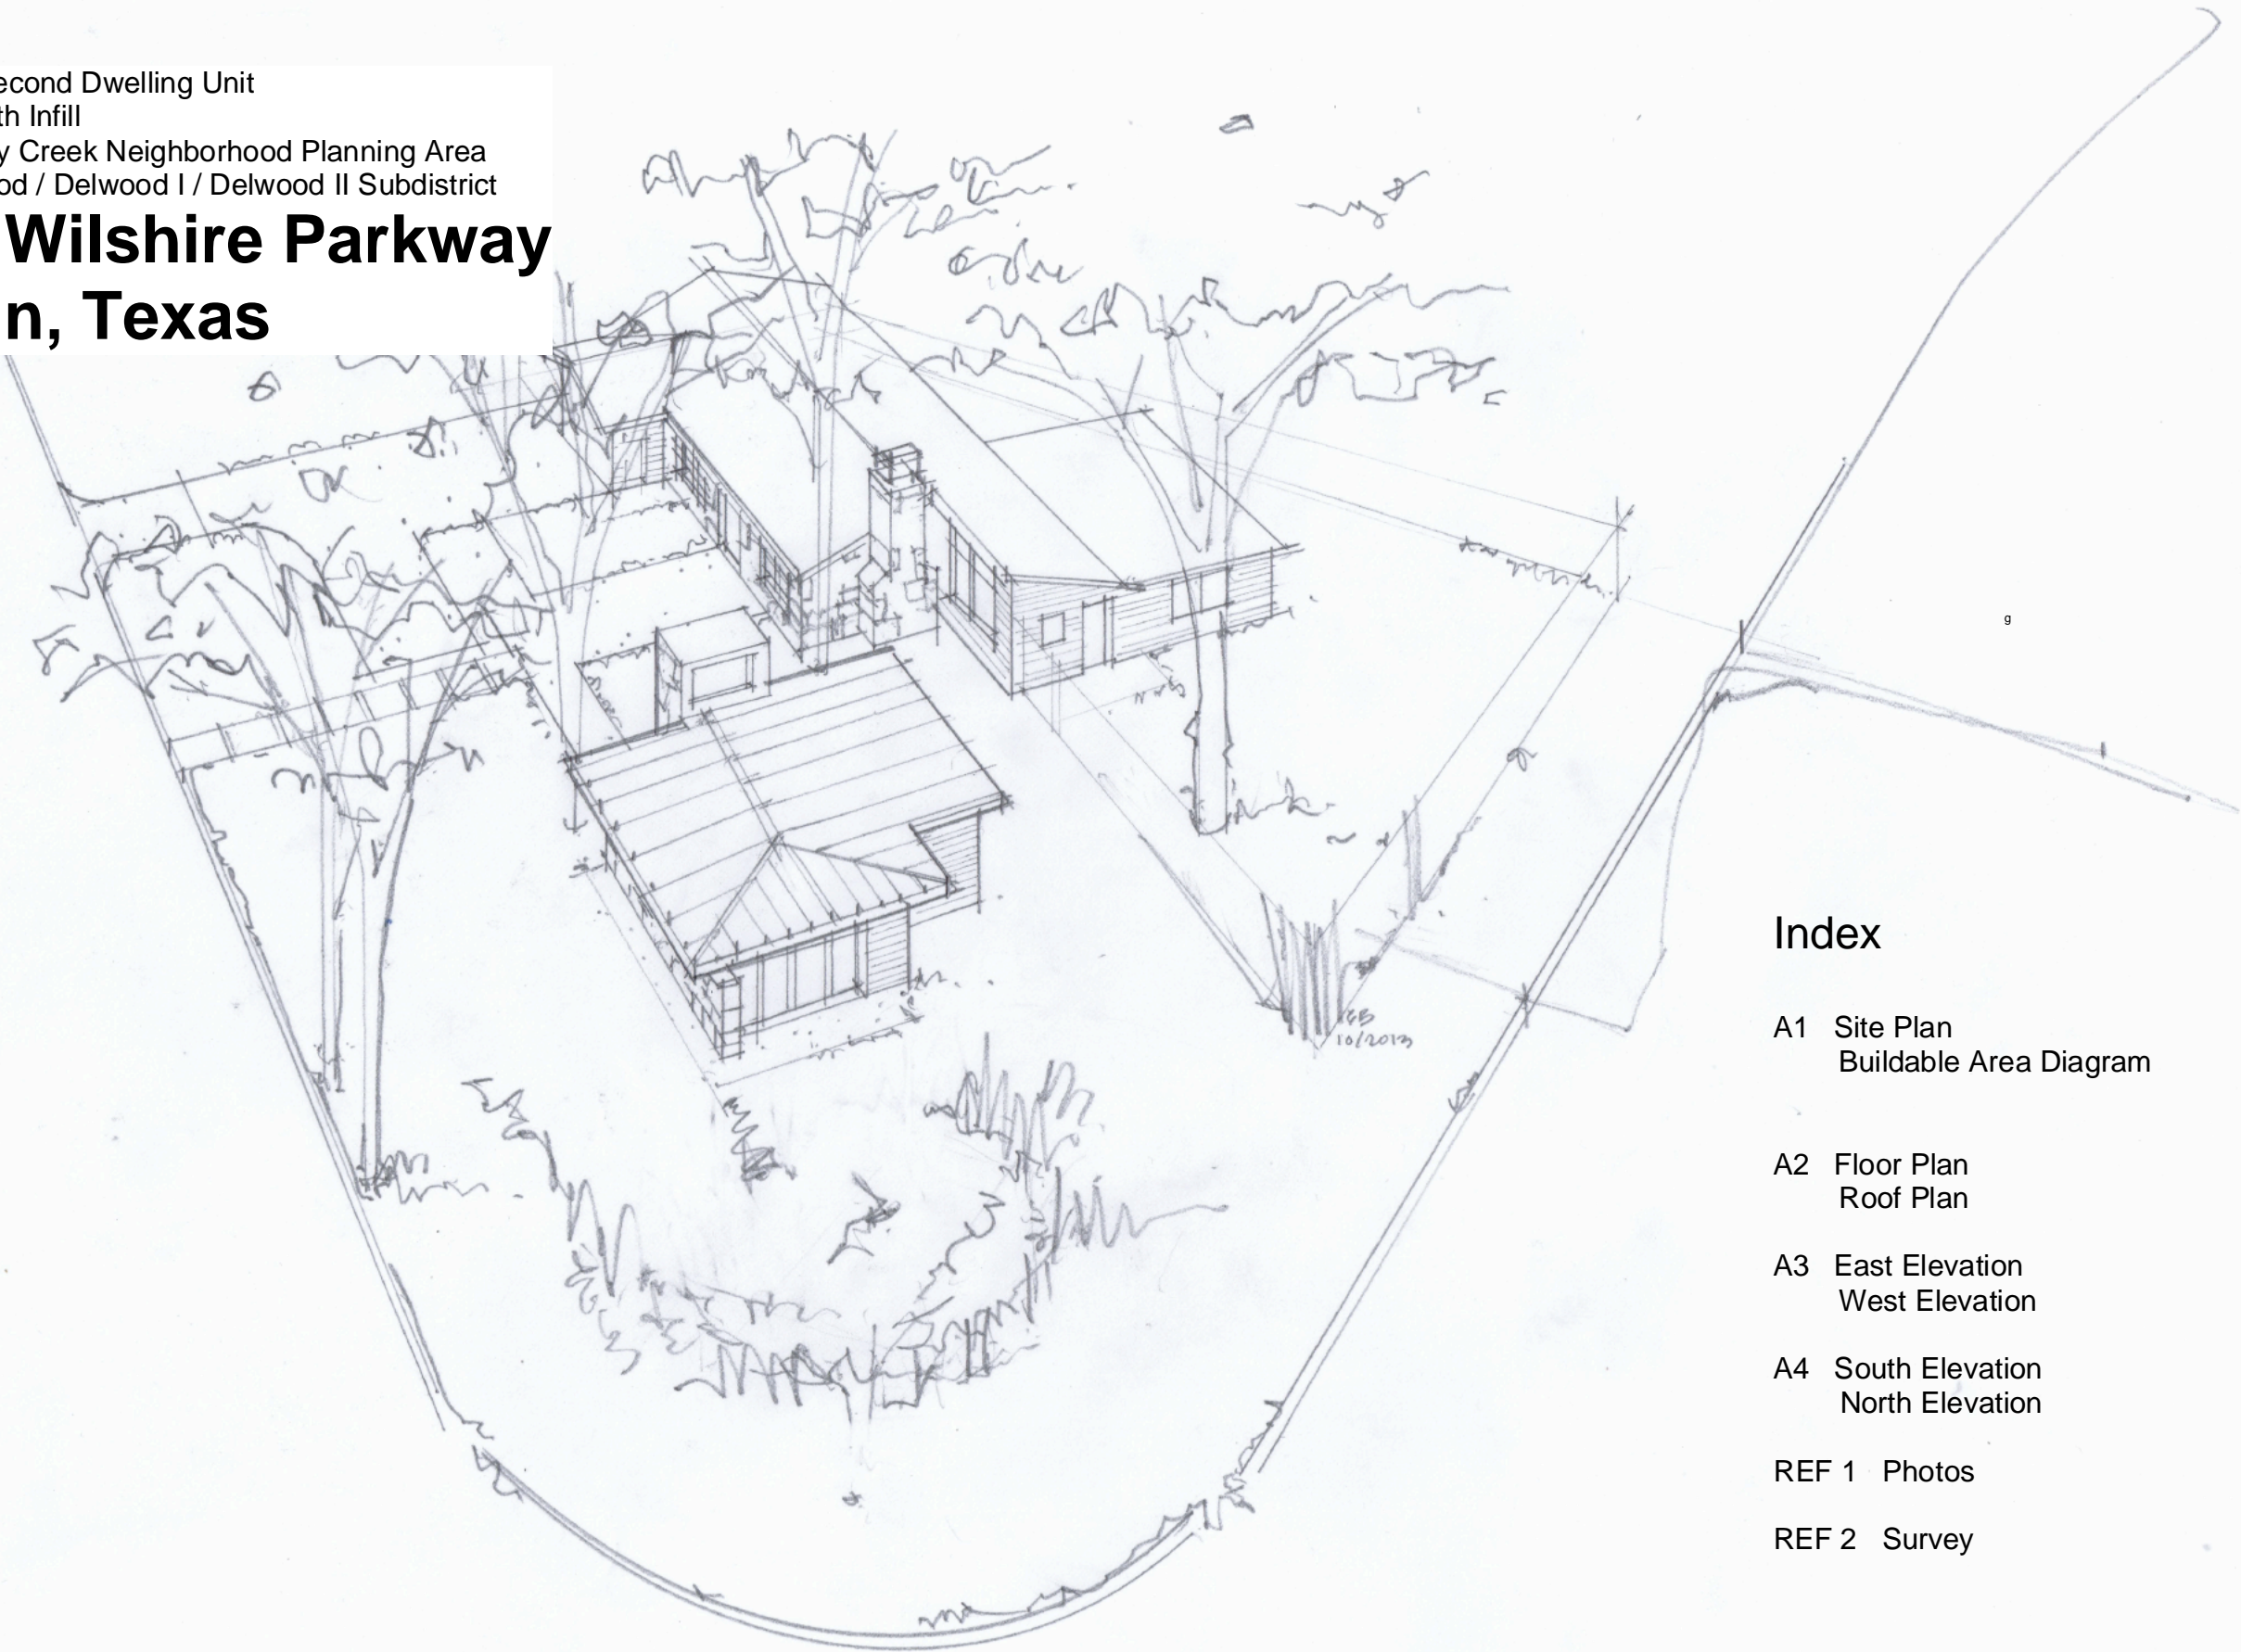 econd Dwelling Unit
th Infill
y Creek Neighborhood Planning Area
od / Delwood I / Delwood II Subdistrict
Wilshire Parkway
n, Texas
g
10/2013
Index
A1 Site Plan
Buildable Area Diagram
A2 Floor Plan
Roof Plan
A3 East Elevation
West Elevation
A4 South Elevation
North Elevation
REF 1 Photos
REF 2 Survey